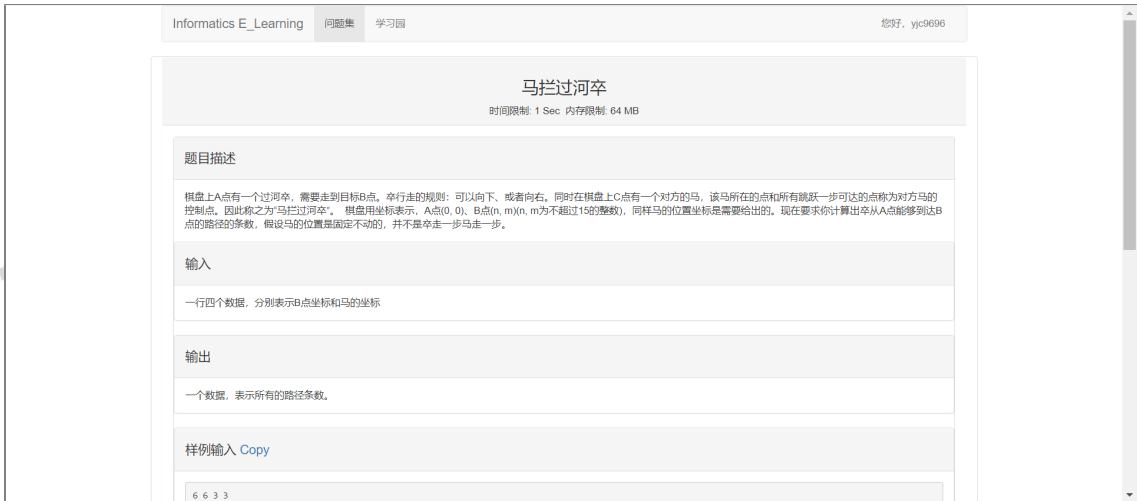 Informatics E_Learning 问题集 学习园 您好，yjc9696
马拦过河卒
时间限制: 1 Sec 内存限制: 64 MB
题目描述
棋盘上A点有一个过河卒，需要走到目标B点。卒行走的规则：可以向下、或者向右。同时在棋盘上C点有一个对方的马，该马所在的点和所有跳跃一步可达的点称为对方马的
控制点。因此称之为“马拦过河卒”。 棋盘用坐标表示，A点(0, 0)、B点(n, m)(n, m为不超过15的整数)，同样马的位置坐标是需要给出的。现在要求你计算出卒从A点能够到达B
点的路径的条数，假设马的位置是固定不动的，并不是卒走一步马走一步。
输入
一行四个数据，分别表示B点坐标和马的坐标
输出
一个数据，表示所有的路径条数。
样例输入 Copy
6 6 3 3